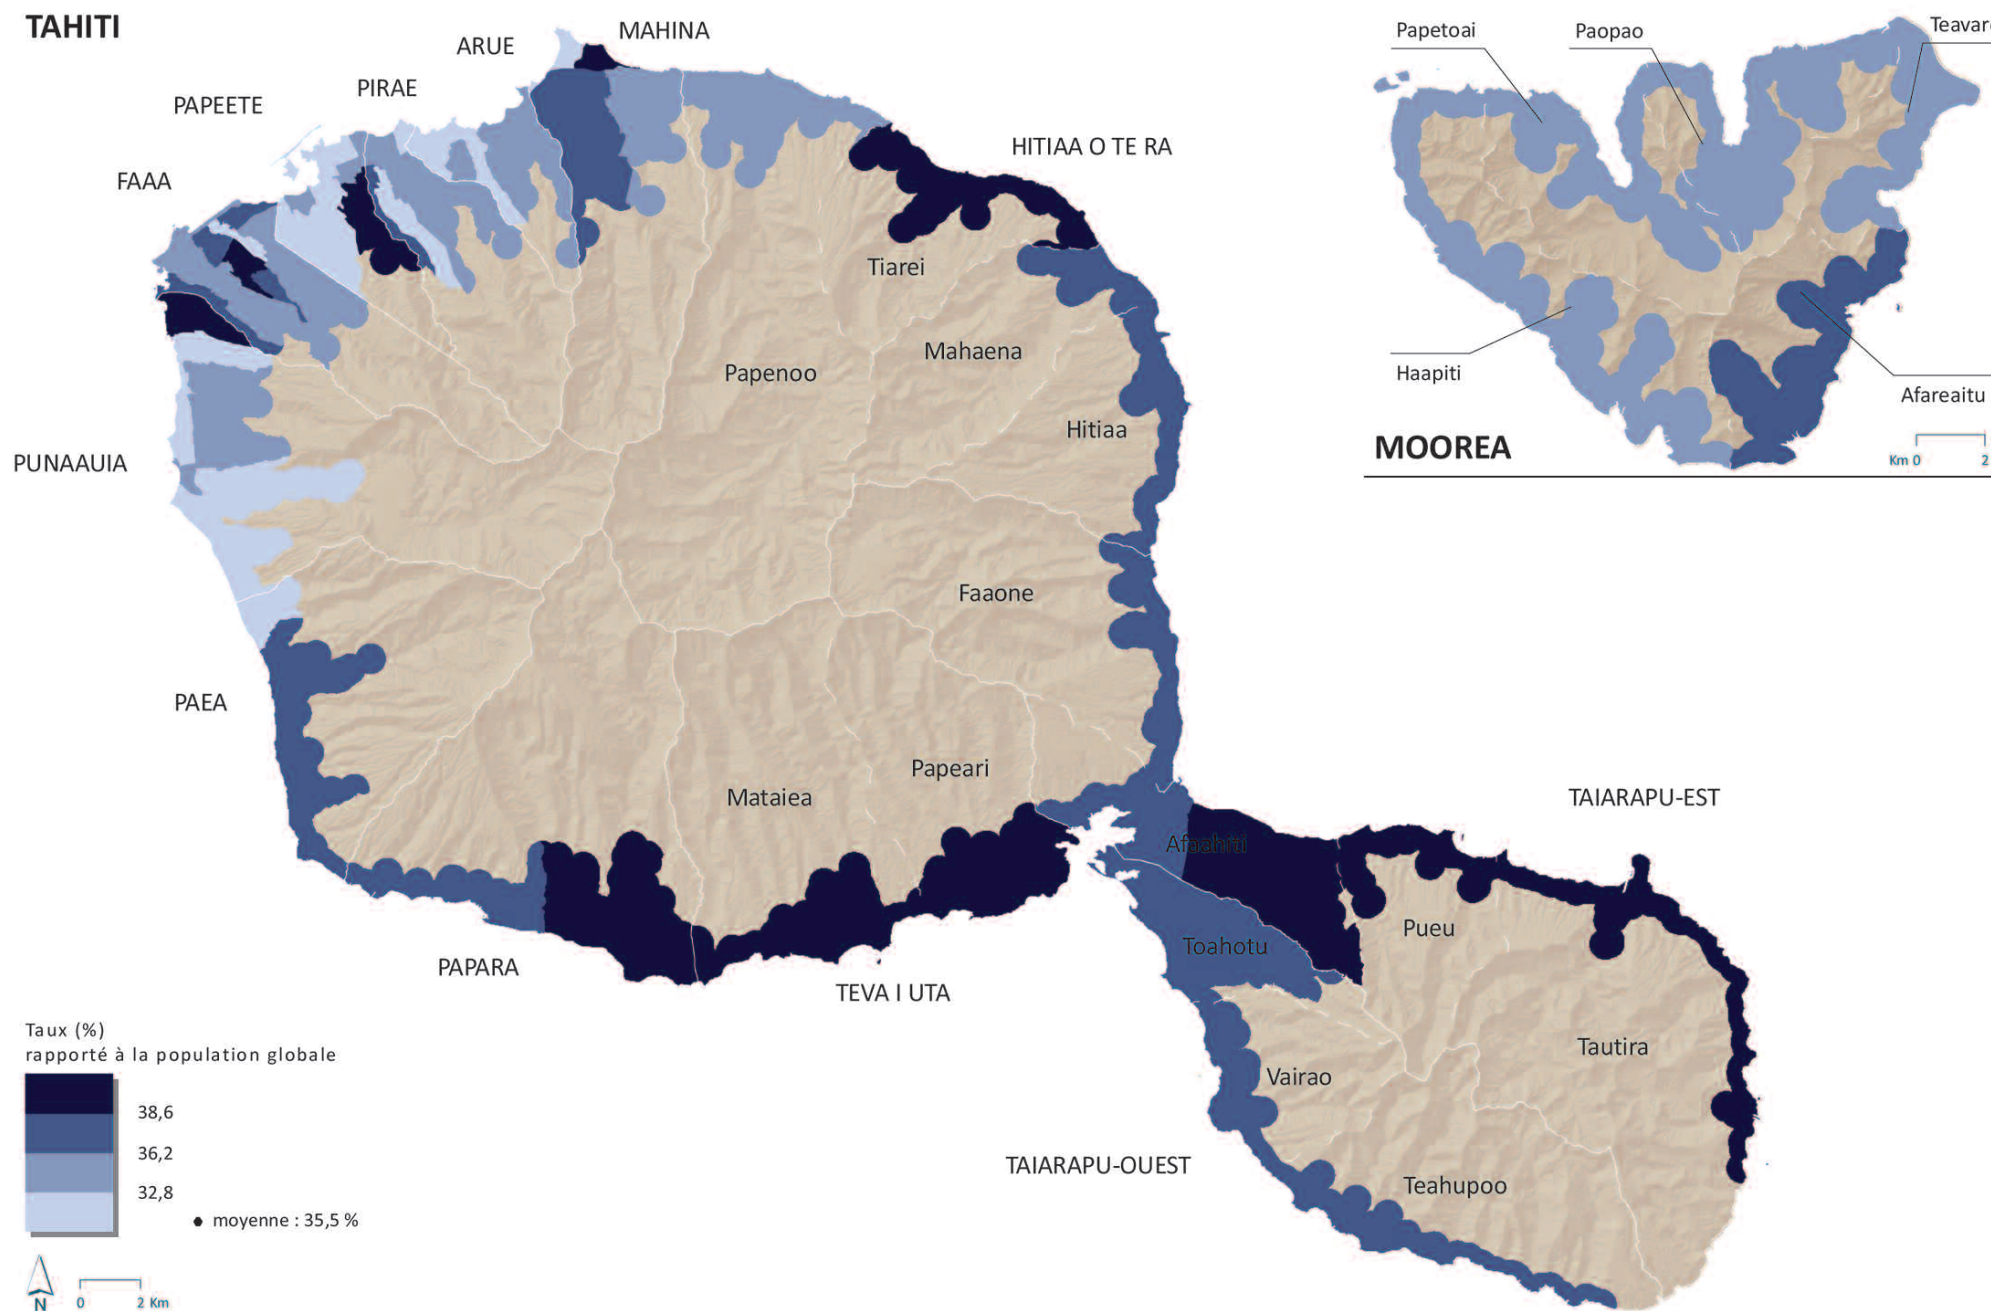 TAHITI
MAHINA
ARUE
PIRAE
PAPEETE
FAAA
HITIAA O TE RA
Tiarei
Mahaena
Papenoo
Hitiaa
PUNAAUIA
Faaone
PAEA
Papeari
Mataiea
PAPARA
TEVA I UTA
Afaahiti
TAIARAPU-EST
Toahotu
Pueu
Tautira
Vairao
TAIARAPU-OUEST
Teahupoo
Papetoai
Paopao
Teavar
Haapiti
Afareaitu
MOOREA
Km 0 2
Taux (%)
rapporté à la population globale
38,6
36,2
32,8
moyenne : 35,5 %
N
0 2 Km